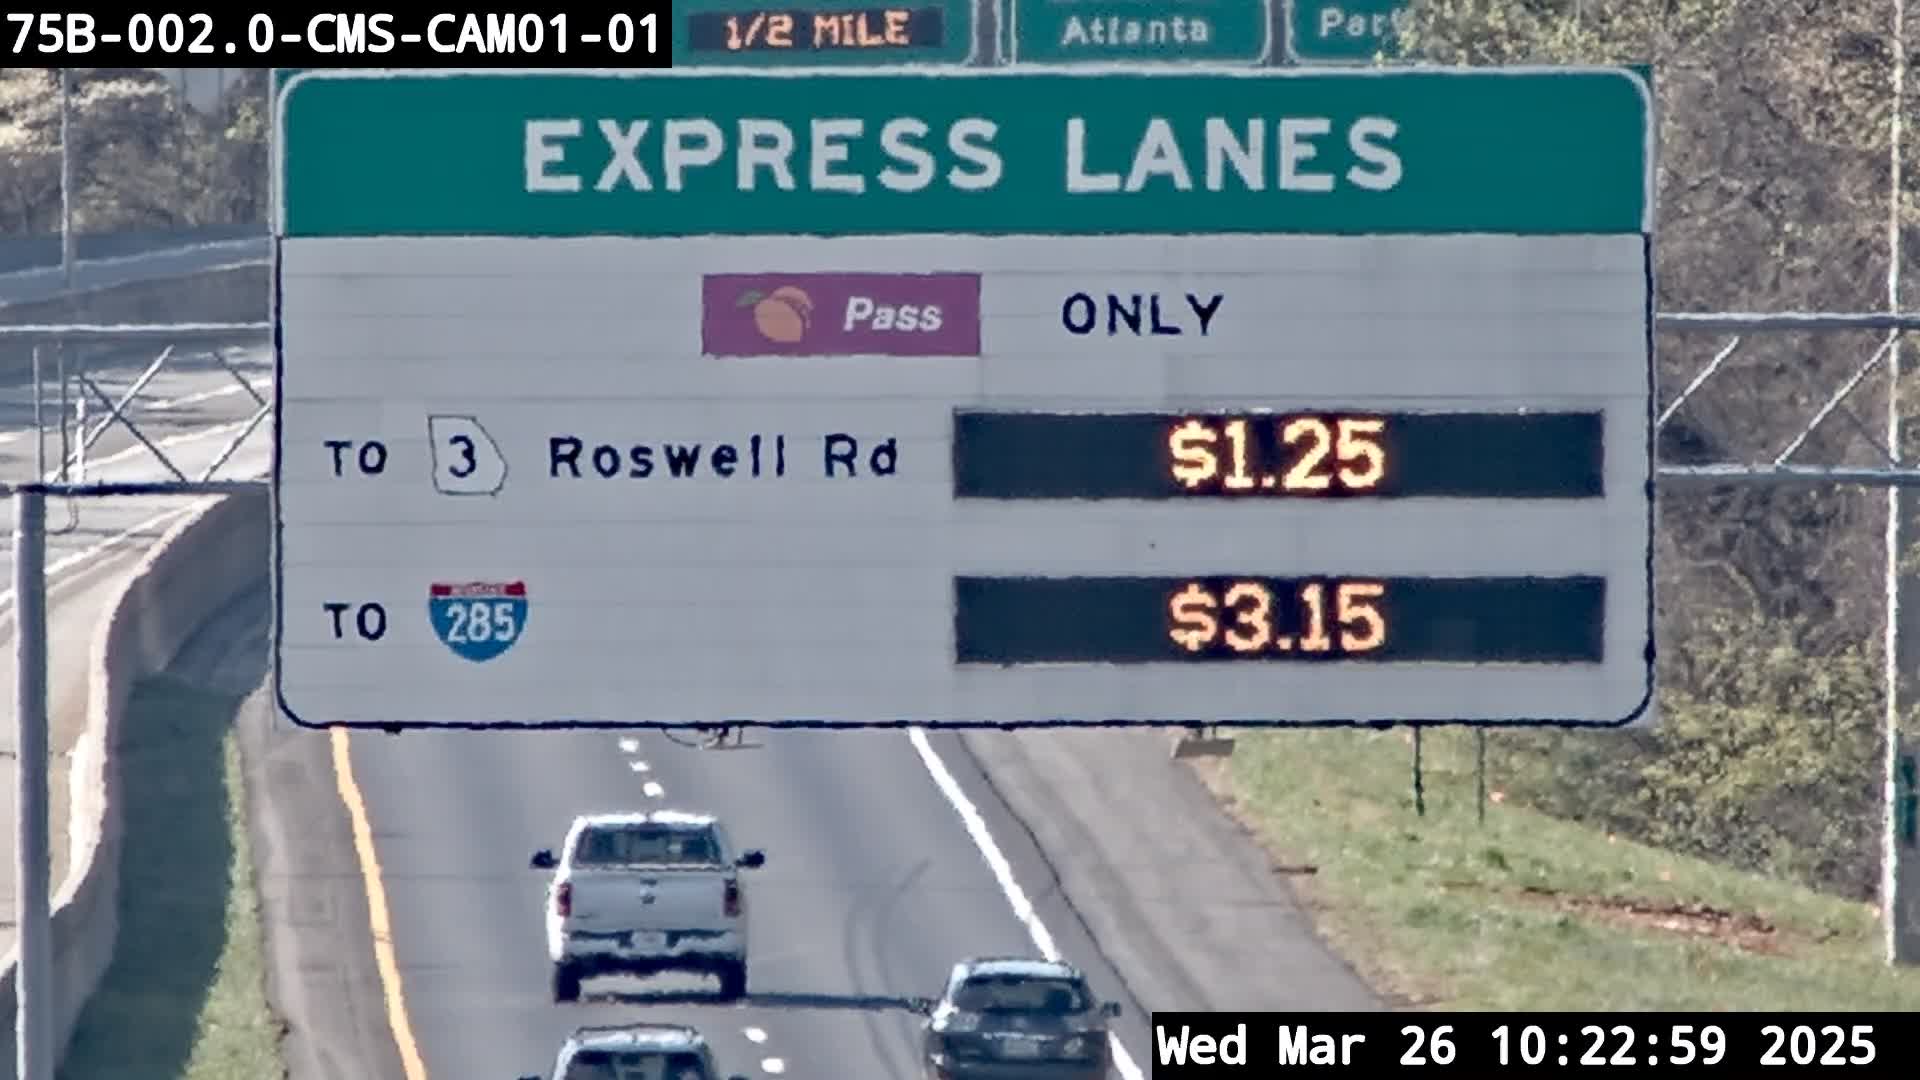 75B-002.0-CMS-CAM01-01
1/2 MILE
Atlanta
EXPRESS LANES
Pass ONLY
TO 3 Roswell Rd $1.25
TO 285 $3.15
Wed Mar 26 10:22:59 2025